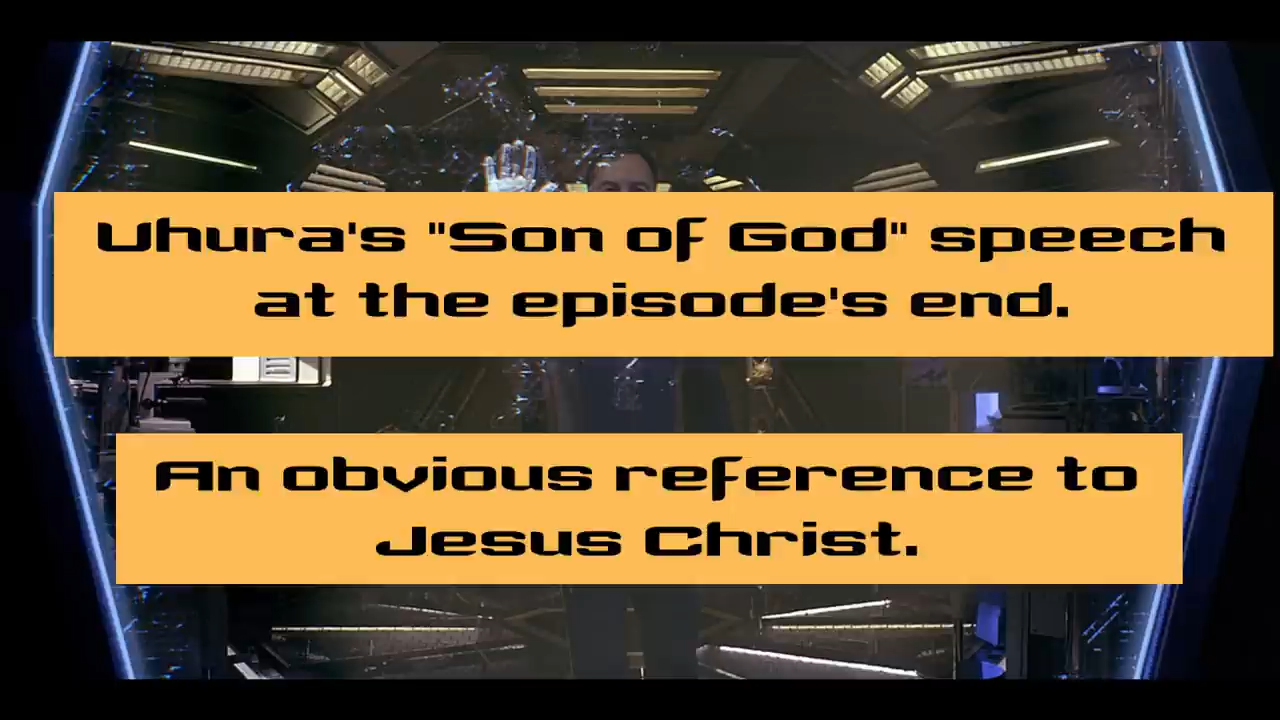 Uhura's "Son of God" speech
at the episode's end.
An obvious reference to
Jesus Christ.